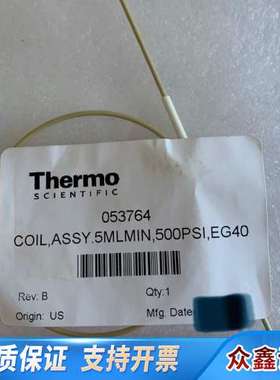 Thermo
SCIENTIFIC
053764
COIL,ASSY.5MLMIN,500PSI,EG40
Rev: B
Qty:1
Origin: US
Mfg. Date
质保证 支持开票
众鑫